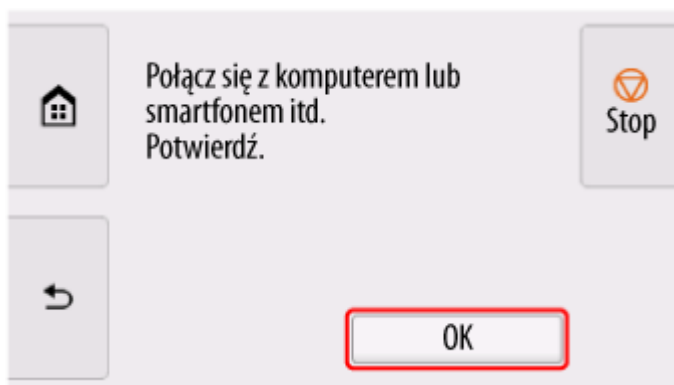 Połącz się z komputerem lub
smartfonem itd.
Potwierdź.
Stop
OK